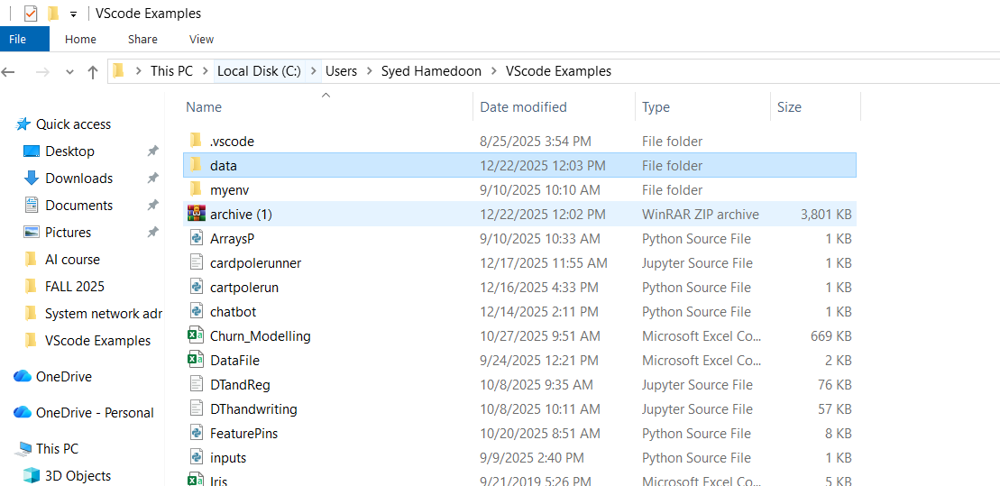 VScode Examples
File Home Share View
This PC Local Disk (C:) Users Syed Hamedoon VScode Examples
Name Date modified Type Size
Quick access
Desktop
Downloads
Documents
Pictures
AI course
FALL 2025
System network adr
VScode Examples
OneDrive
OneDrive - Personal
This PC
3D Objects
.vscode 8/25/2025 3:54 PM File folder
data 12/22/2025 12:03 PM File folder
myenv 9/10/2025 10:10 AM File folder
archive (1) 12/22/2025 12:02 PM WinRAR ZIP archive 3,801 KB
ArraysP 9/10/2025 10:33 AM Python Source File 1 KB
cardpolerunner 12/17/2025 11:55 AM Jupyter Source File 1 KB
cartpolerun 12/16/2025 4:33 PM Python Source File 1 KB
chatbot 12/14/2025 2:11 PM Python Source File 1 KB
Churn_Modelling 10/27/2025 9:51 AM Microsoft Excel Co... 669 KB
DataFile 9/24/2025 12:21 PM Microsoft Excel Co... 2 KB
DTandReg 10/8/2025 9:35 AM Jupyter Source File 76 KB
DThandwriting 10/8/2025 10:11 AM Jupyter Source File 57 KB
FeaturePins 10/20/2025 8:51 AM Python Source File 8 KB
inputs 9/9/2025 2:40 PM Python Source File 1 KB
Iris 9/21/2019 5:26 PM Microsoft Excel Co... 5 KB